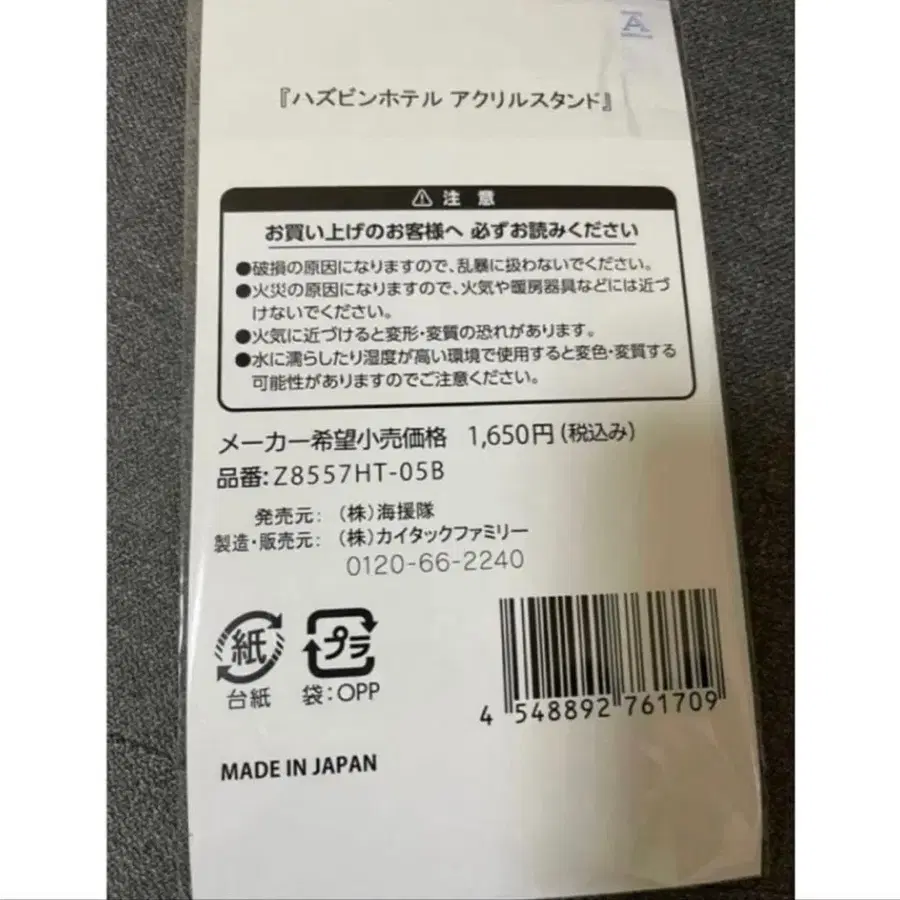 『ハズビンホテル アクリルスタンド』
⚠ 注 意
お買い上げのお客様へ 必ずお読みください
●破損の原因になりますので、乱暴に扱わないでください。
●火災の原因になりますので、火気や暖房器具などには近づ
けないでください。
●火気に近づけると変形・変質の恐れがあります。
●水に濡らしたり湿度が高い環境で使用すると変色・変質する
可能性がありますのでご注意ください。
メーカー希望小売価格 1,650円(税込み)
品番:Z8557HT-05B
発売元: (株)海援隊
製造・販売元: (株)カイタックファミリー
0120-66-2240
紙 プラ
台紙 袋:OPP
4 548892 761709
MADE IN JAPAN